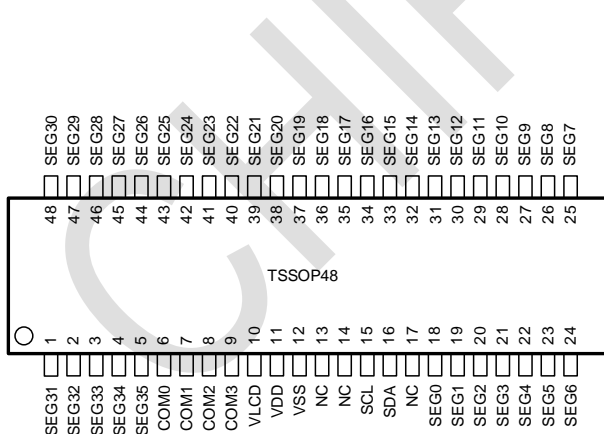 SEG30 SEG29 SEG28 SEG27 SEG26 SEG25 SEG24 SEG23 SEG22 SEG21 SEG20 SEG19 SEG18 SEG17 SEG16 SEG15 SEG14 SEG13 SEG12 SEG11 SEG10 SEG9 SEG8 SEG7
48 47 46 45 44 43 42 41 40 39 38 37 36 35 34 33 32 31 30 29 28 27 26 25
TSSOP48
1 2 3 4 5 6 7 8 9 10 11 12 13 14 15 16 17 18 19 20 21 22 23 24
SEG31 SEG32 SEG33 SEG34 SEG35 COM0 COM1 COM2 COM3 VLCD VDD VSS NC NC SCL SDA NC SEG0 SEG1 SEG2 SEG3 SEG4 SEG5 SEG6